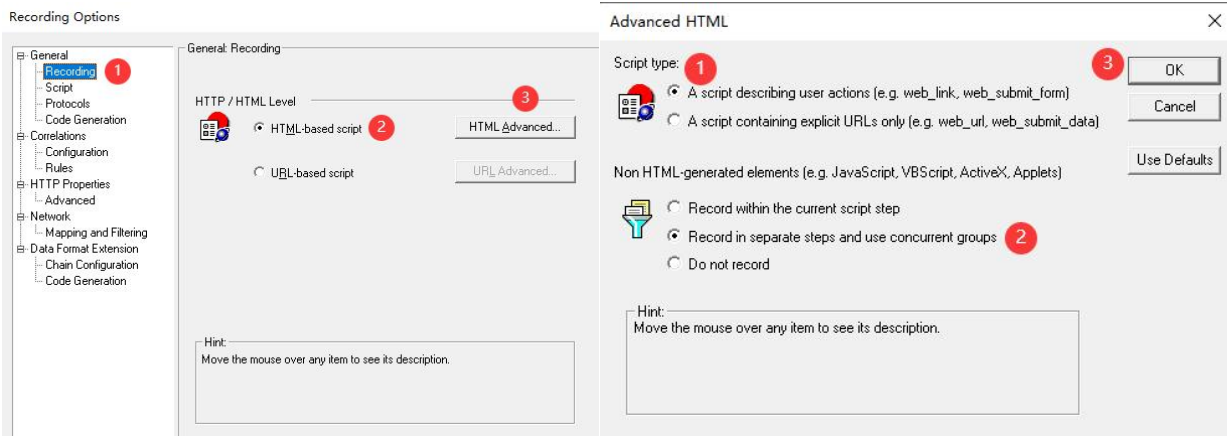 Recording Options
General
Recording
1
Script
Protocols
Code Generation
Correlations
Configuration
Rules
HTTP Properties
Advanced
Network
Mapping and Filtering
Data Format Extension
Chain Configuration
Code Generation
General: Recording
HTTP / HTML Level
3
HTML-based script
2
HTML Advanced...
URL-based script
URL Advanced...
Hint:
Move the mouse over any item to see its description.
Advanced HTML
Script type:
1
3
OK
A script describing user actions (e.g. web_link, web_submit_form)
Cancel
A script containing explicit URLs only (e.g. web_url, web_submit_data)
Use Defaults
Non HTML-generated elements (e.g. JavaScript, VBScript, ActiveX, Applets)
Record within the current script step
Record in separate steps and use concurrent groups
2
Do not record
Hint:
Move the mouse over any item to see its description.